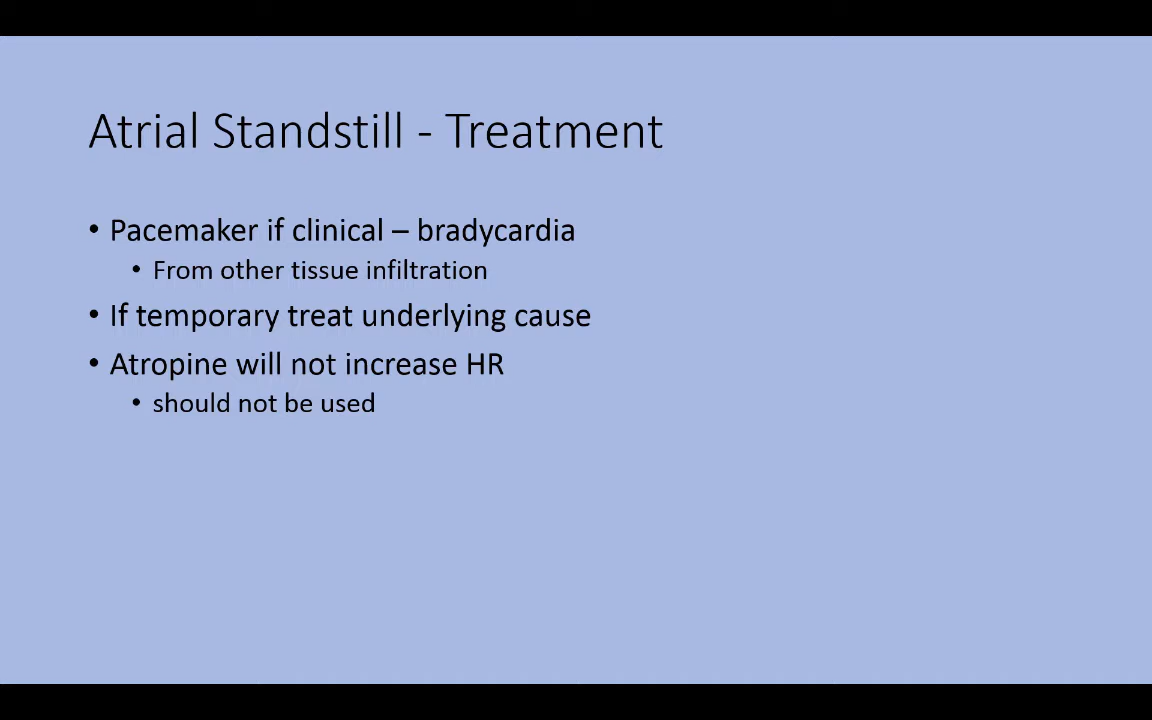 Atrial Standstill - Treatment
• Pacemaker if clinical – bradycardia
• From other tissue infiltration
• If temporary treat underlying cause
• Atropine will not increase HR
• should not be used